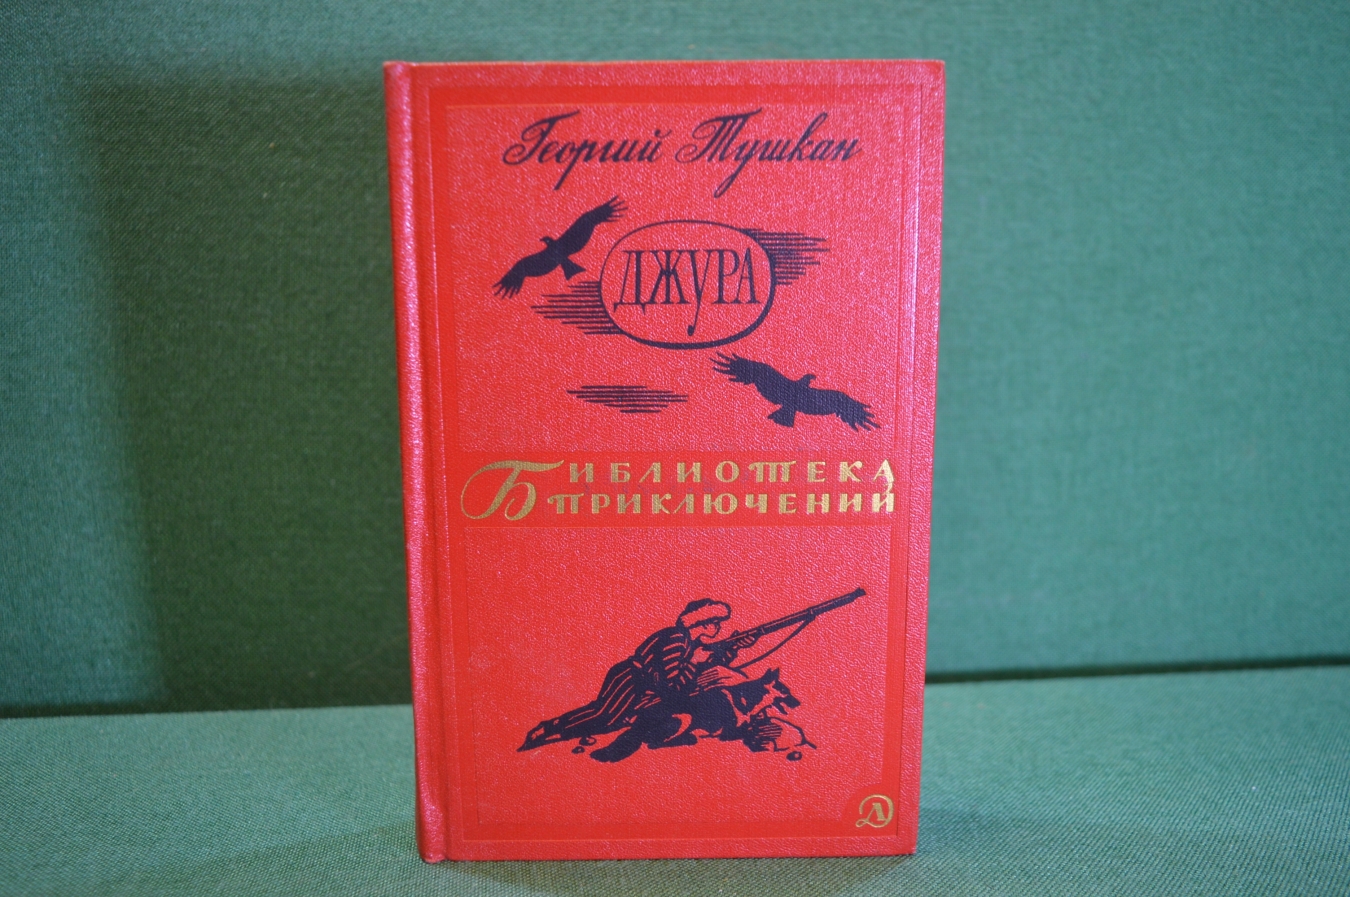 Георгий Тушкан
ДЖУРА
БИБЛИОТЕКА
ПРИКЛЮЧЕНИЙ
Д